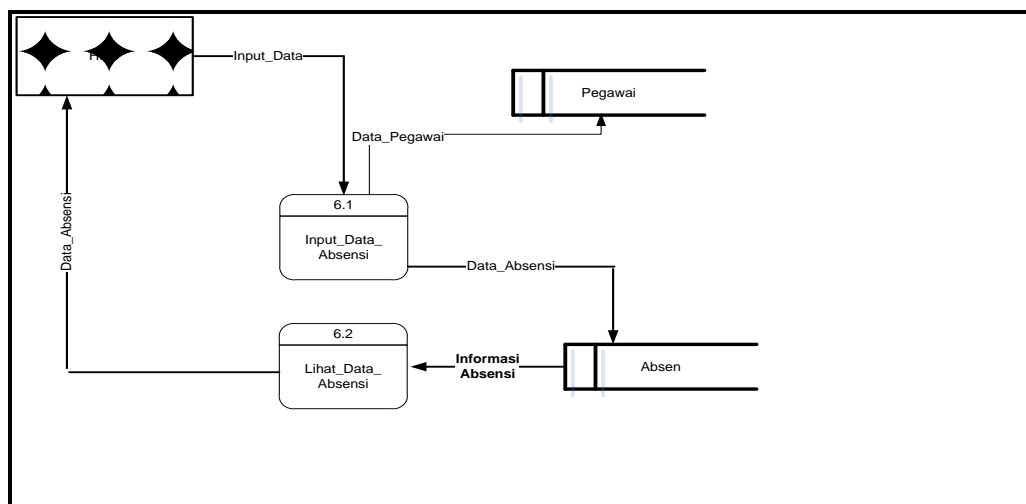 Input_Data
Pegawai
Data_Pegawai
Data_Absensi
6.1
Input_Data_
Absensi
Data_Absensi
6.2
Lihat_Data_
Absensi
Informasi
Absensi
Absen